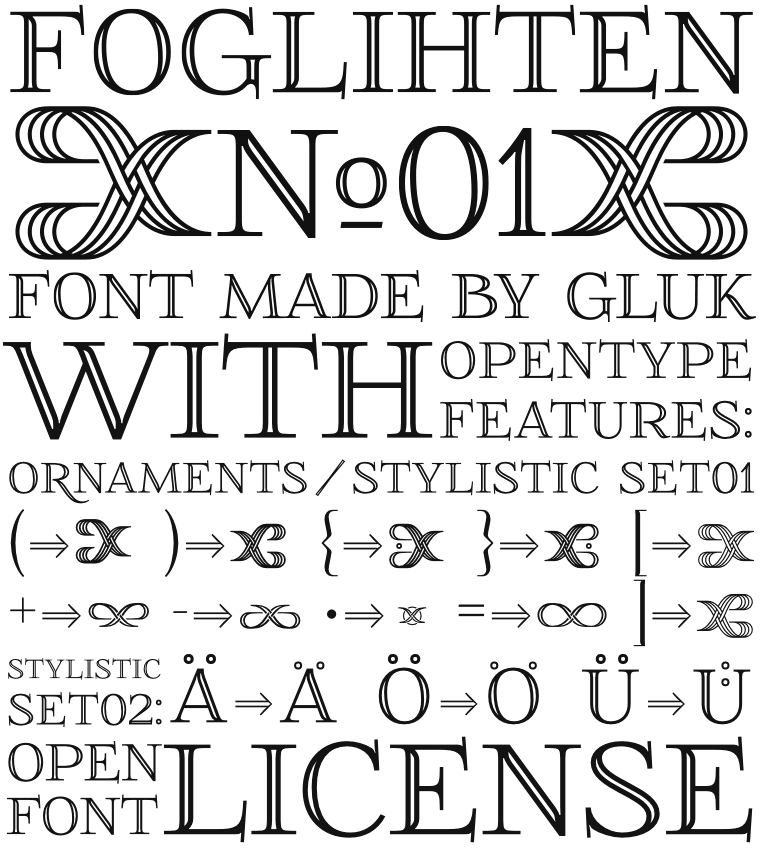 FOGLIHTEN
Nº01
FONT MADE BY GLUK
WITH OPENTYPE
FEATURES:
ORNAMENTS / STYLISTIC SET01
( ⇒ ) ⇒ { ⇒ } ⇒ [ ⇒
+ ⇒ - ⇒ • ⇒ = ⇒ ] ⇒
STYLISTIC
SET02: Ä ⇒ Ä Ö ⇒ Ö Ü ⇒ Ü
OPEN
FONT LICENSE